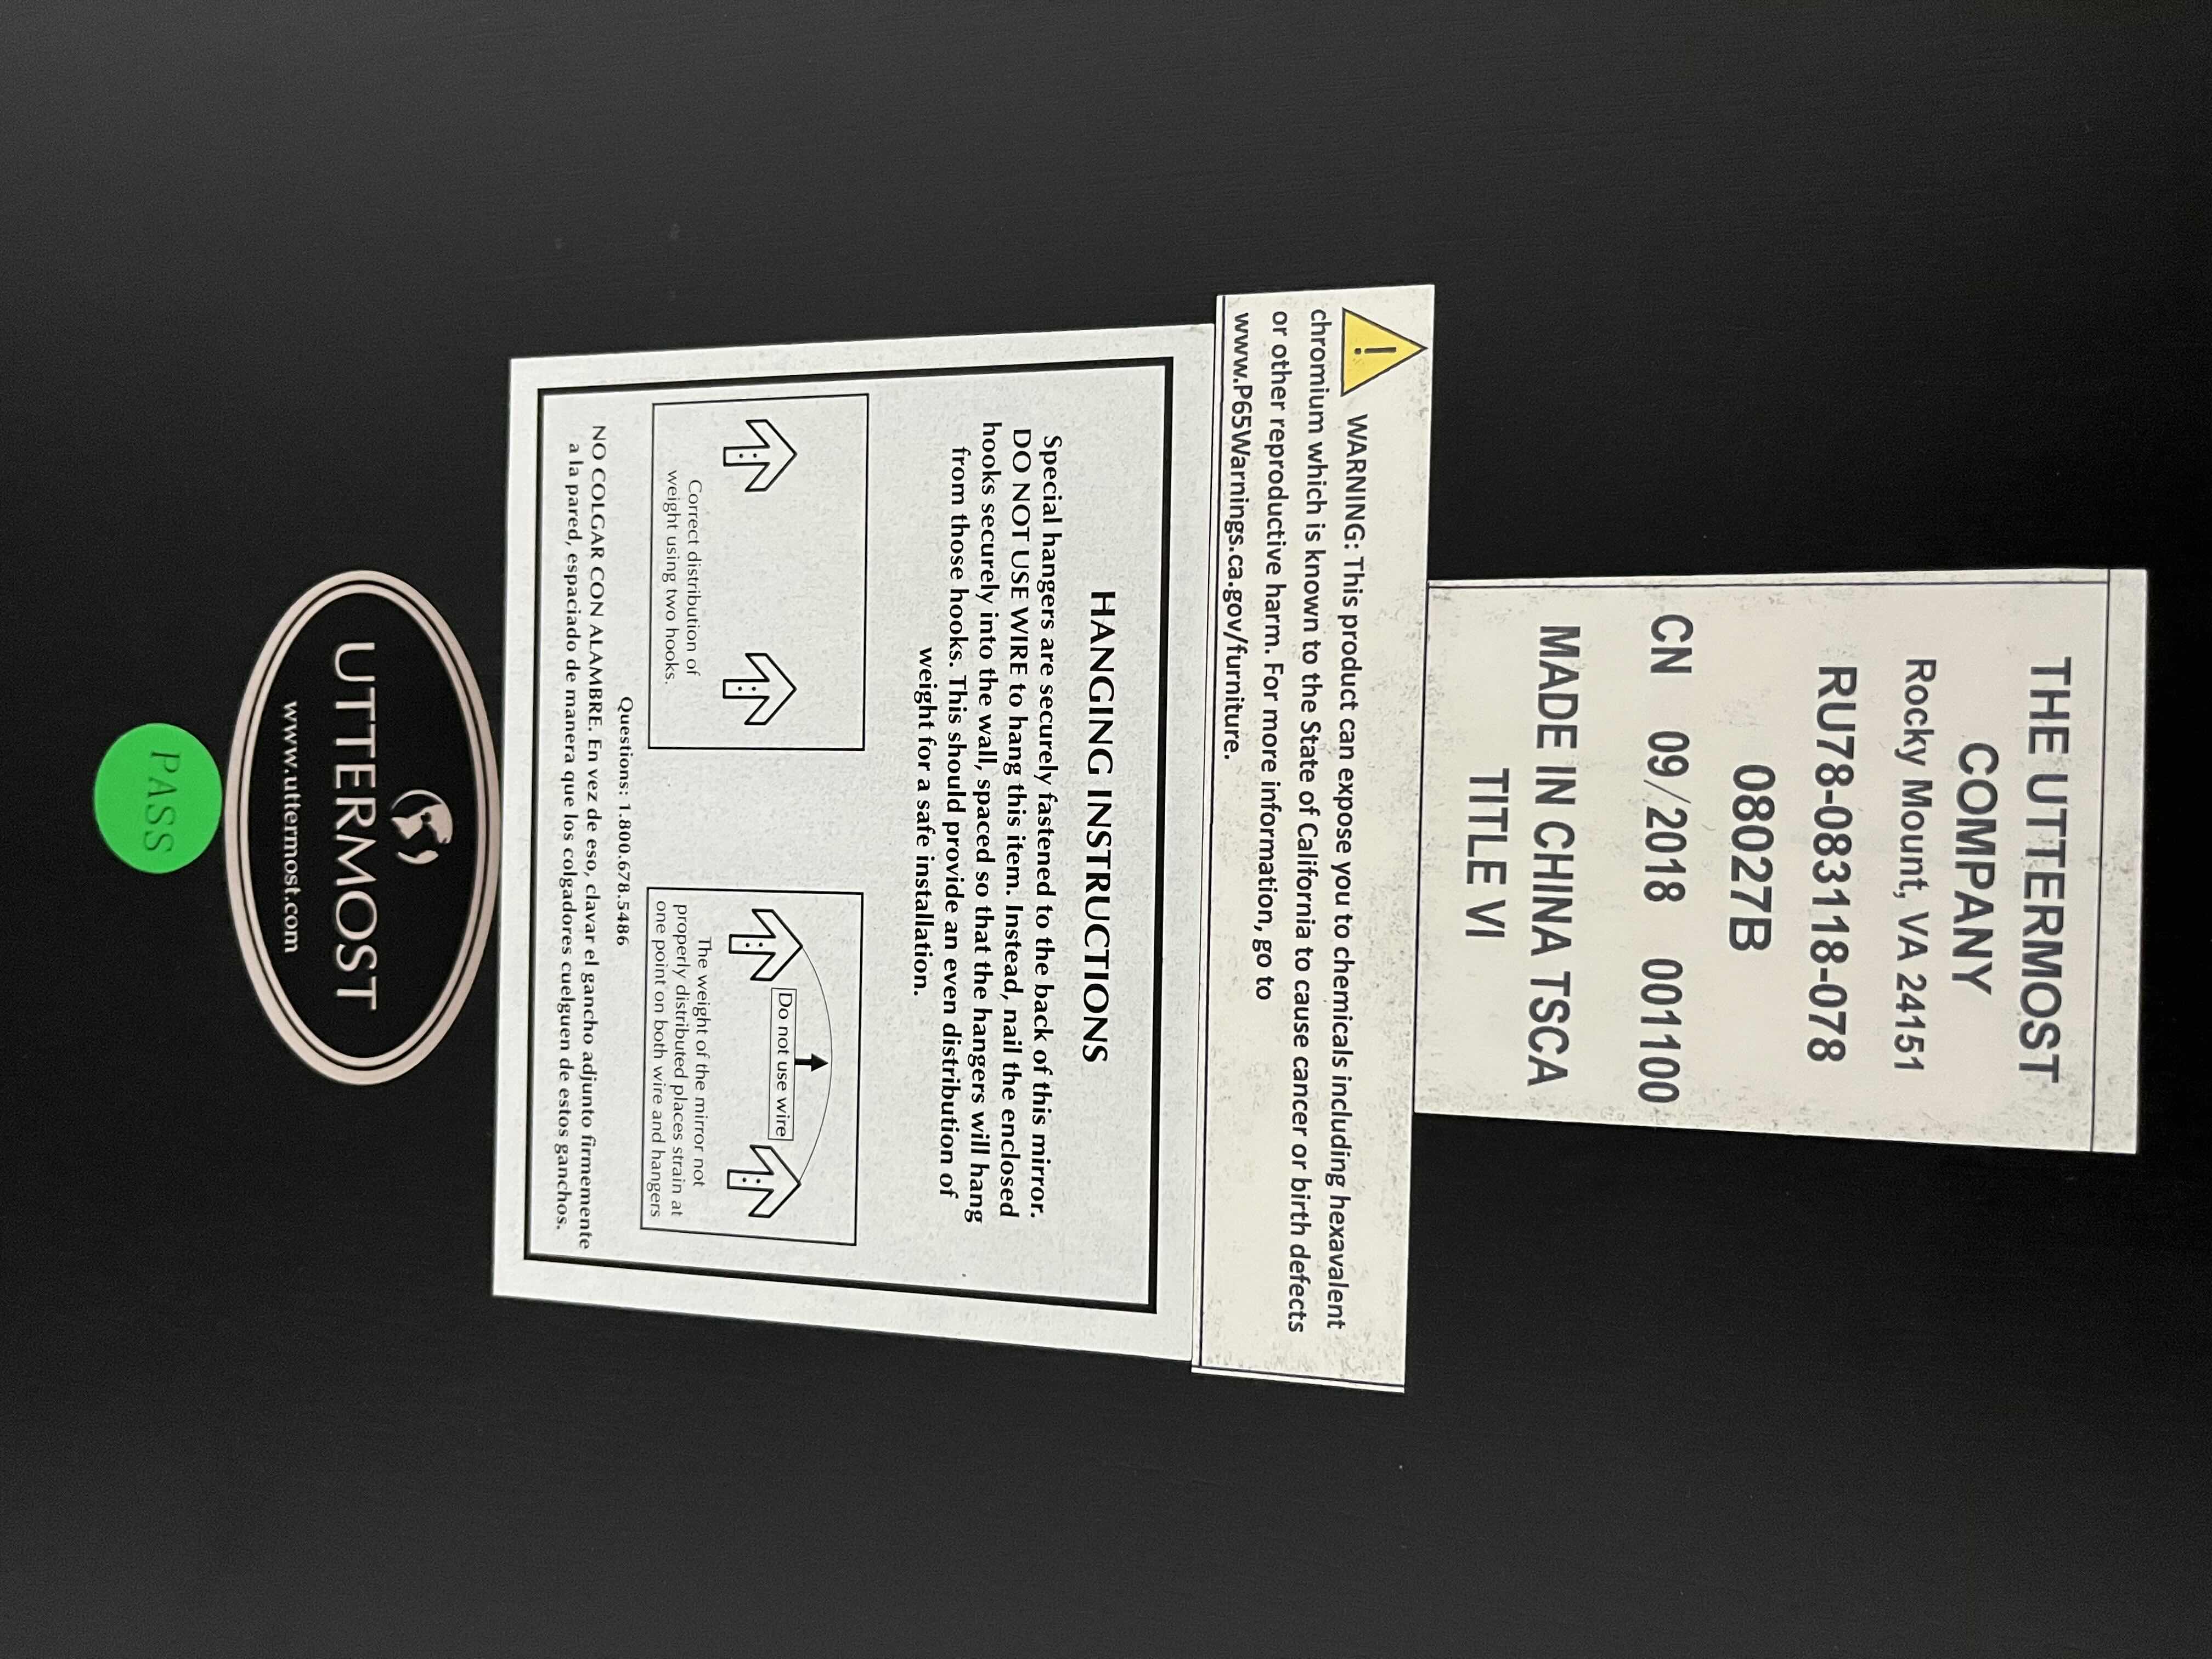 THE UTTERMOST
COMPANY
Rocky Mount, VA 24151
RU78-083118-078
08027B
CN 09/2018 001100
MADE IN CHINA TSCA
TITLE VI
WARNING: This product can expose you to chemicals including hexavalent
chromium which is known to the State of California to cause cancer or birth defects
or other reproductive harm. For more information, go to
www.P65Warnings.ca.gov/furniture.
HANGING INSTRUCTIONS
Special hangers are securely fastened to the back of this mirror.
DO NOT USE WIRE to hang this item. Instead, nail the enclosed
hooks securely into the wall, spaced so that the hangers will hang
from those hooks. This should provide an even distribution of
weight for a safe installation.
Correct distribution of
weight using two hooks.
Do not use wire
The weight of the mirror not
properly distributed places strain at
one point on both wire and hangers
Questions: 1.800.678.5486
NO COLGAR CON ALAMBRE. En vez de eso, clavar el gancho adjunto firmemente
a la pared, espaciado de manera que los colgadores cuelguen de estos ganchos.
UTTERMOST
www.uttermost.com
PASS